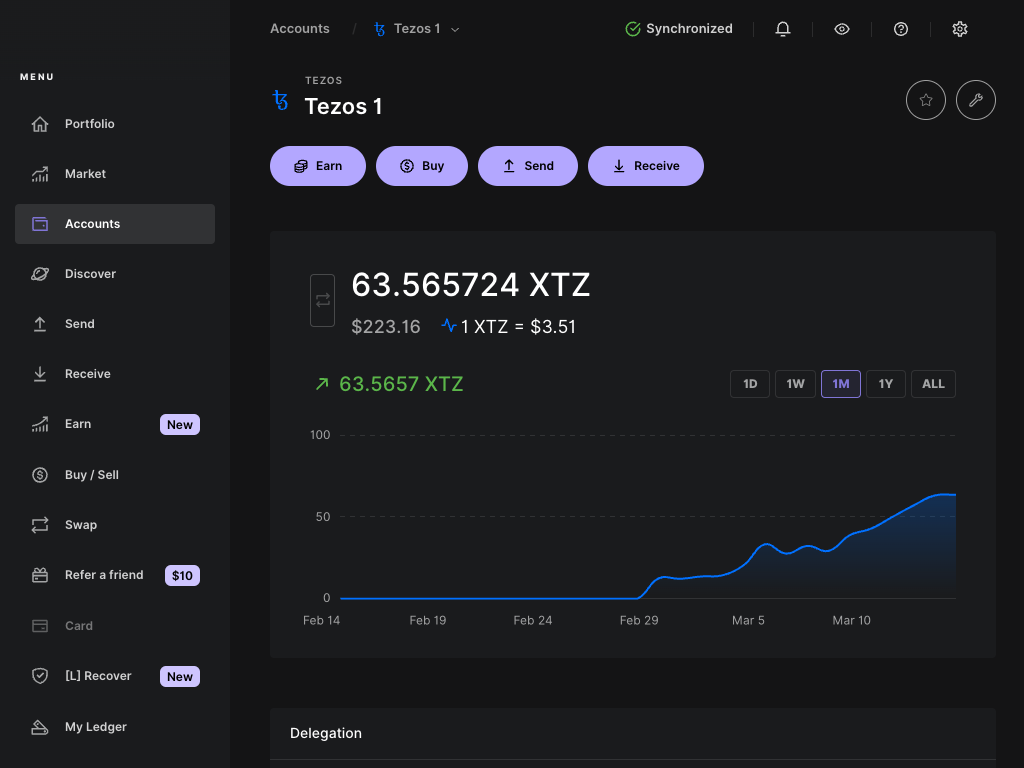 MENU
Portfolio
Market
Accounts
Discover
Send
Receive
Earn New
Buy / Sell
Swap
Refer a friend $10
Card
[L] Recover New
My Ledger
Accounts / Tezos 1
Synchronized
TEZOS
Tezos 1
Earn Buy Send Receive
63.565724 XTZ
$223.16 1 XTZ = $3.51
63.5657 XTZ
1D 1W 1M 1Y ALL
100
50
0
Feb 14 Feb 19 Feb 24 Feb 29 Mar 5 Mar 10
Delegation